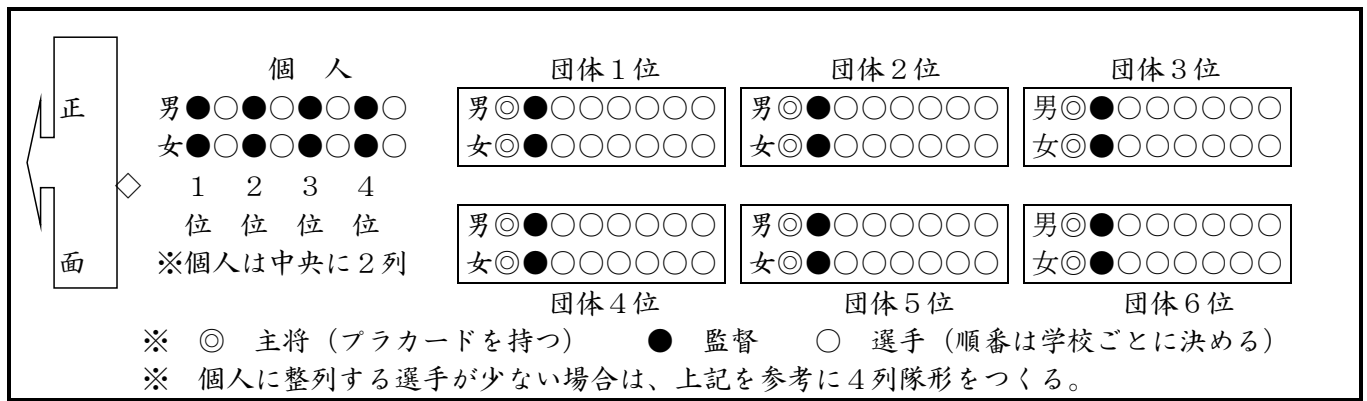 正
面
◇
個　人
男●○●○●○●○
女●○●○●○●○
１　２　３　４
位　位　位　位
※個人は中央に２列
団体１位
男◎●○○○○○○
女◎●○○○○○○
団体２位
男◎●○○○○○○
女◎●○○○○○○
団体３位
男◎●○○○○○○
女◎●○○○○○○
男◎●○○○○○○
女◎●○○○○○○
団体４位
男◎●○○○○○○
女◎●○○○○○○
団体５位
男◎●○○○○○○
女◎●○○○○○○
団体６位
※　◎　主将（プラカードを持つ）　　●　監督　　○　選手（順番は学校ごとに決める）
※　個人に整列する選手が少ない場合は、上記を参考に４列隊形をつくる。